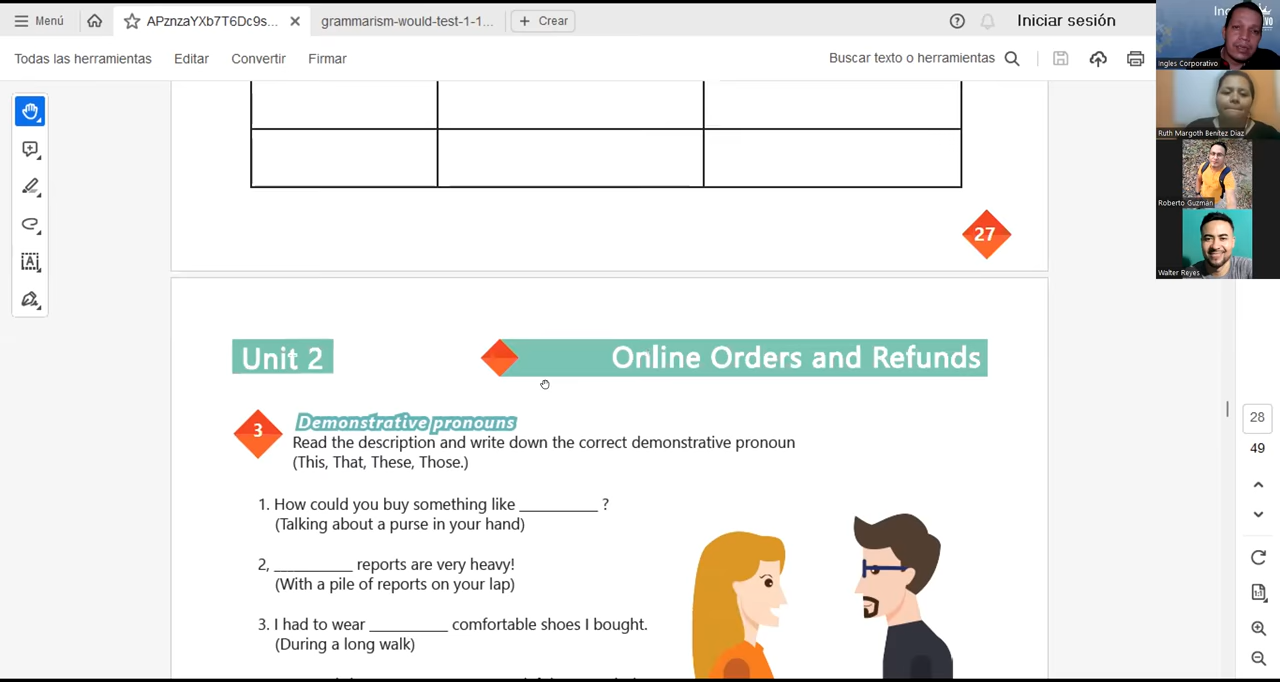 Menú
APznzaYXb7T6Dc9s...
grammarism-would-test-1-1...
Crear
Iniciar sesión
Todas las herramientas
Editar
Convertir
Firmar
Buscar texto o herramientas
Ingles Corporativo
Ruth Margoth Benitez Diaz
Roberto Guzmán
Walter Reyes
27
Unit 2
Online Orders and Refunds
3
Demonstrative pronouns
Read the description and write down the correct demonstrative pronoun
(This, That, These, Those.)
1. How could you buy something like _________ ?
(Talking about a purse in your hand)
2, _________ reports are very heavy!
(With a pile of reports on your lap)
3. I had to wear _________ comfortable shoes I bought.
(During a long walk)
28
49